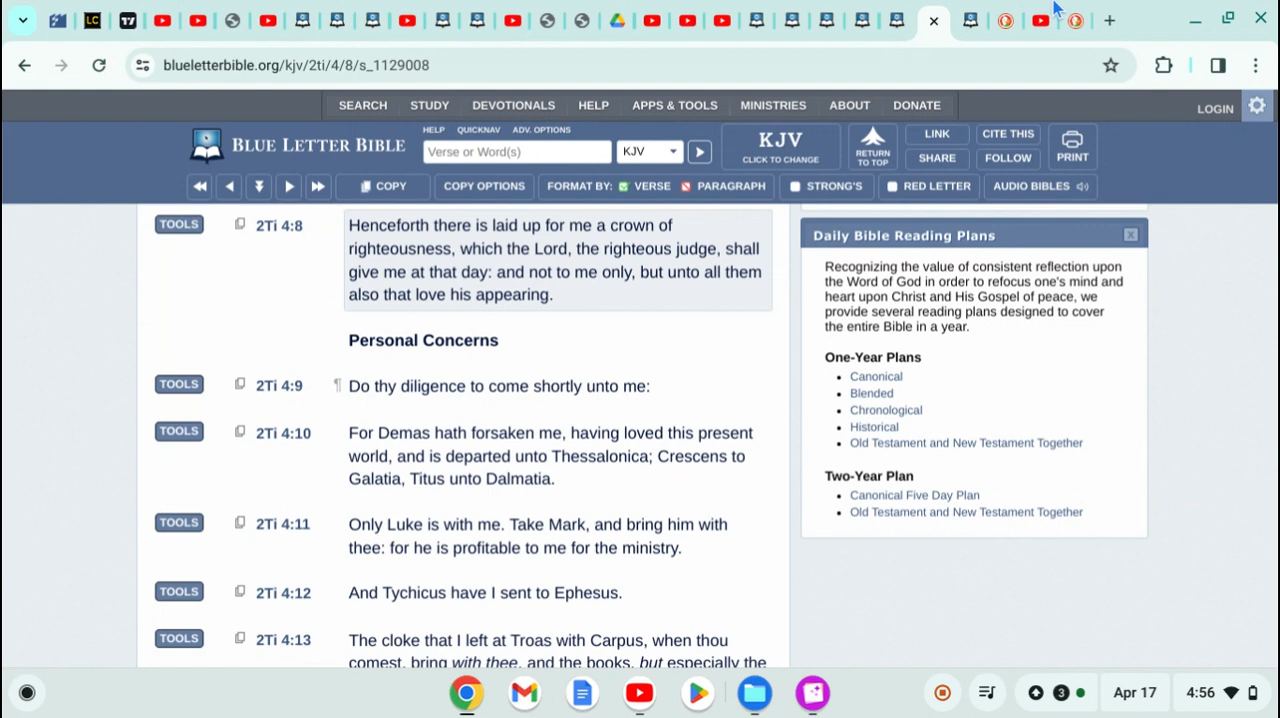 LC
17
blueletterbible.org/kjv/2ti/4/8/s_1129008
SEARCH STUDY DEVOTIONALS HELP APPS & TOOLS MINISTRIES ABOUT DONATE LOGIN
BLUE LETTER BIBLE
HELP QUICKNAV ADV. OPTIONS
Verse or Word(s) KJV
KJV
CLICK TO CHANGE
RETURN
TO TOP
LINK CITE THIS
SHARE FOLLOW
PRINT
COPY COPY OPTIONS FORMAT BY: VERSE PARAGRAPH STRONG'S RED LETTER AUDIO BIBLES
TOOLS 2Ti 4:8 Henceforth there is laid up for me a crown of
righteousness, which the Lord, the righteous judge, shall
give me at that day: and not to me only, but unto all them
also that love his appearing.
Personal Concerns
TOOLS 2Ti 4:9 ¶ Do thy diligence to come shortly unto me:
TOOLS 2Ti 4:10 For Demas hath forsaken me, having loved this present
world, and is departed unto Thessalonica; Crescens to
Galatia, Titus unto Dalmatia.
TOOLS 2Ti 4:11 Only Luke is with me. Take Mark, and bring him with
thee: for he is profitable to me for the ministry.
TOOLS 2Ti 4:12 And Tychicus have I sent to Ephesus.
TOOLS 2Ti 4:13 The cloke that I left at Troas with Carpus, when thou
comest, bring with thee, and the books, but especially the
Daily Bible Reading Plans
Recognizing the value of consistent reflection upon
the Word of God in order to refocus one's mind and
heart upon Christ and His Gospel of peace, we
provide several reading plans designed to cover
the entire Bible in a year.
One-Year Plans
• Canonical
• Blended
• Chronological
• Historical
• Old Testament and New Testament Together
Two-Year Plan
• Canonical Five Day Plan
• Old Testament and New Testament Together
3 Apr 17 4:56